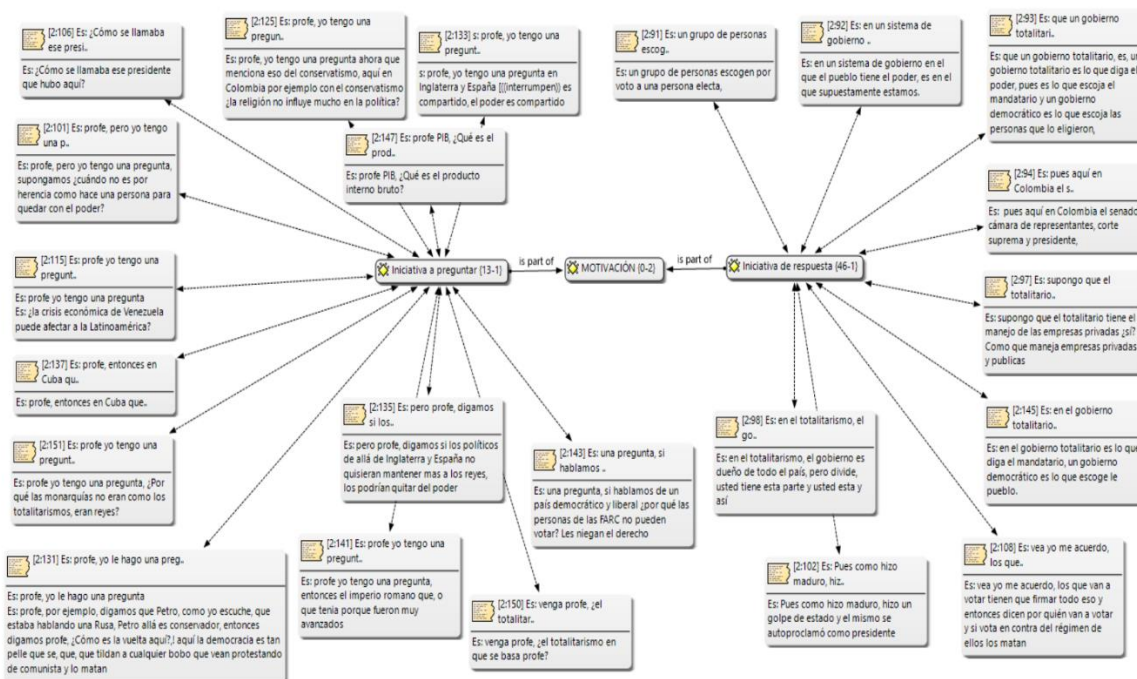 [2:106] Es: ¿Cómo se llamaba
ese presi..
Es: ¿Cómo se llamaba ese presidente
que hubo aquí?
[2:125] Es: profe, yo tengo una
pregun..
Es: profe, yo tengo una pregunta ahora que
menciona eso del conservatismo, aquí en
Colombia por ejemplo con el conservatismo
¿la religión no influye mucho en la política?
[2:133] s: profe, yo tengo una
pregunt..
s: profe, yo tengo una pregunta en
Inglaterra y España [[(interrumpen)) es
compartido, el poder es compartido
[2:91] Es: un grupo de personas
escog..
Es: un grupo de personas escogen por
voto a una persona electa,
[2:92] Es: en un sistema de
gobierno ..
Es: en un sistema de gobierno en el
que el pueblo tiene el poder, es en el
que supuestamente estamos.
[2:93] Es: que un gobierno
totalitari..
Es: que un gobierno totalitario, es, un
gobierno totalitario es lo que diga el
poder, pues es lo que escoja el
mandatario y un gobierno
democrático es lo que escoja las
personas que lo eligieron,
[2:101] Es: profe, pero yo tengo
una p..
Es: profe, pero yo tengo una pregunta,
supongamos ¿cuándo no es por
herencia como hace una persona para
quedar con el poder?
[2:147] Es: profe PIB, ¿Qué es el
prod..
Es: profe PIB, ¿Qué es el producto
interno bruto?
[2:94] Es: pues aquí en
Colombia el s..
Es: pues aquí en Colombia el senado,
cámara de representantes, corte
suprema y presidente,
[2:115] Es: profe yo tengo una
pregunt..
Es: profe yo tengo una pregunta
Es: ¿la crisis económica de Venezuela
puede afectar a la Latinoamérica?
Iniciativa a preguntar {13-1}
is part of
MOTIVACIÓN {0-2}
is part of
Iniciativa de respuesta {46-1}
[2:97] Es: supongo que el
totalitario..
Es: supongo que el totalitario tiene el
manejo de las empresas privadas ¿sí?
Como que maneja empresas privadas
y publicas
[2:137] Es: profe, entonces en
Cuba qu..
Es: profe, entonces en Cuba que..
[2:135] Es: pero profe, digamos
si los..
Es: pero profe, digamos si los políticos
de allá de Inglaterra y España no
quisieran mantener mas a los reyes,
los podrían quitar del poder
[2:98] Es: en el totalitarismo, el
go..
Es: en el totalitarismo, el gobierno es
dueño de todo el país, pero divide,
usted tiene esta parte y usted esta y
así
[2:145] Es: en el gobierno
totalitario..
Es: en el gobierno totalitario es lo que
diga el mandatario, un gobierno
democrático es lo que escoge le
pueblo.
[2:151] Es: profe yo tengo una
pregunt..
Es: profe yo tengo una pregunta, ¿Por
qué las monarquías no eran como los
totalitarismos, eran reyes?
[2:143] Es: una pregunta, si
hablamos ..
Es: una pregunta, si hablamos de un
país democrático y liberal ¿por qué las
personas de las FARC no pueden
votar? Les niegan el derecho
[2:131] Es: profe, yo le hago una preg..
Es: profe, yo le hago una pregunta
Es: profe, por ejemplo, digamos que Petro, como yo escuche, que
estaba hablando una Rusa, Petro allá es conservador, entonces
digamos profe, ¿Cómo es la vuelta aquí?,! aquí la democracia es tan
pelle que se, que, que tildan a cualquier bobo que vean protestando
de comunista y lo matan
[2:141] Es: profe yo tengo una
pregunt..
Es: profe yo tengo una pregunta,
entonces el imperio romano que, o
que tenía porque fueron muy
avanzados
[2:150] Es: venga profe, ¿el
totalitar..
Es: venga profe, ¿el totalitarismo en
que se basa profe?
[2:102] Es: Pues como hizo
maduro, hiz..
Es: Pues como hizo maduro, hizo un
golpe de estado y el mismo se
autoproclamó como presidente
[2:108] Es: vea yo me acuerdo,
los que..
Es: vea yo me acuerdo, los que van a
votar tienen que firmar todo eso y
entonces dicen por quién van a votar
y si vota en contra del régimen de
ellos los matan